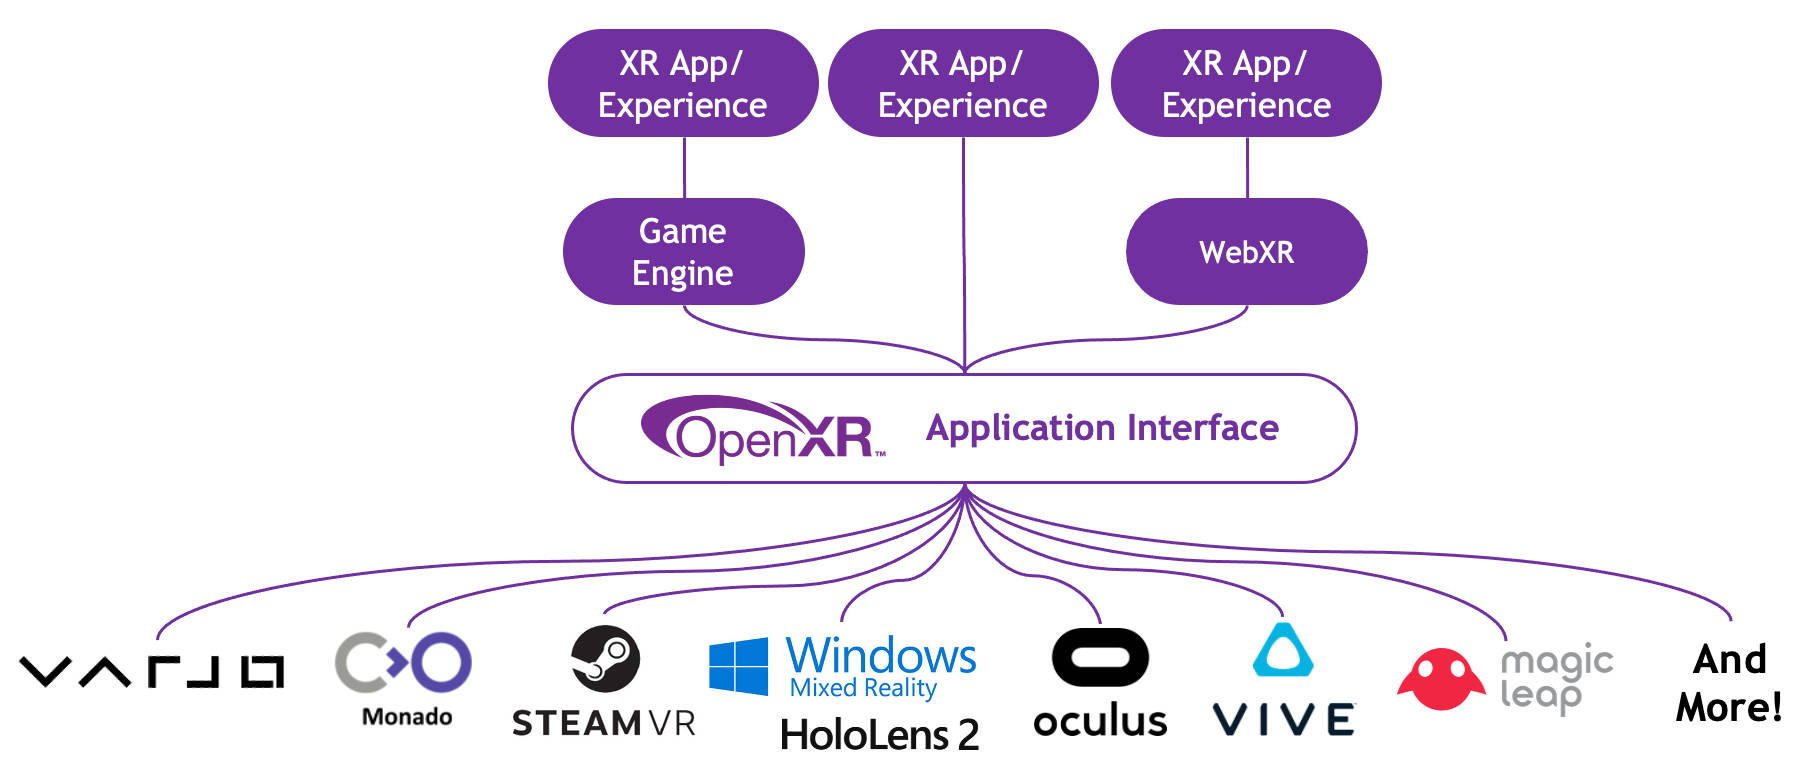 XR App/
Experience
XR App/
Experience
XR App/
Experience
Game
Engine
WebXR
OpenXR™ Application Interface
VARJO
Monado
STEAMVR
Windows
Mixed Reality
HoloLens 2
oculus
VIVE
magic
leap
And
More!